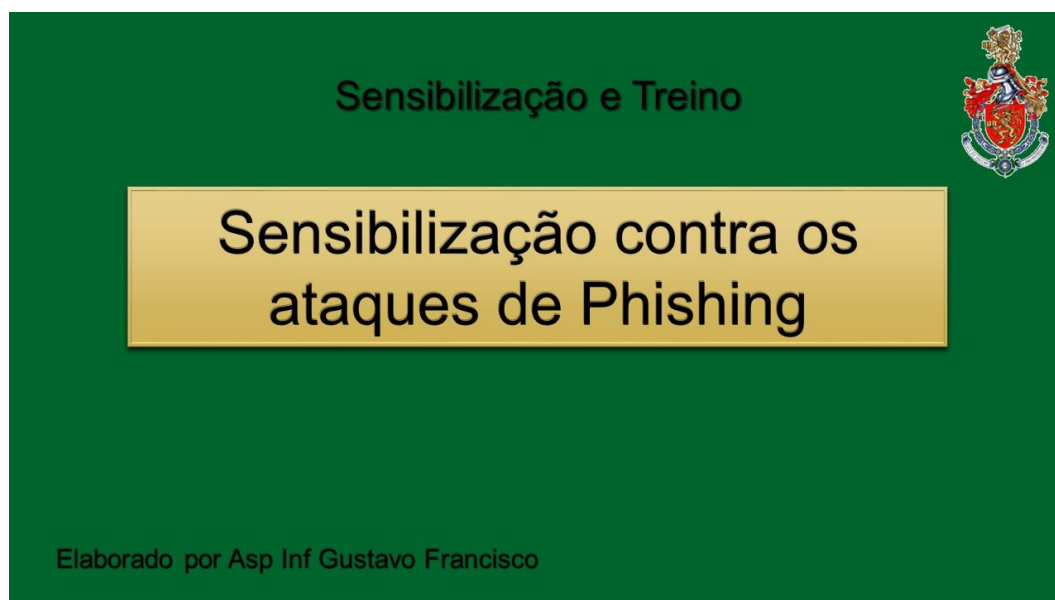 Sensibilização e Treino
Sensibilização contra os
ataques de Phishing
Elaborado por Asp Inf Gustavo Francisco